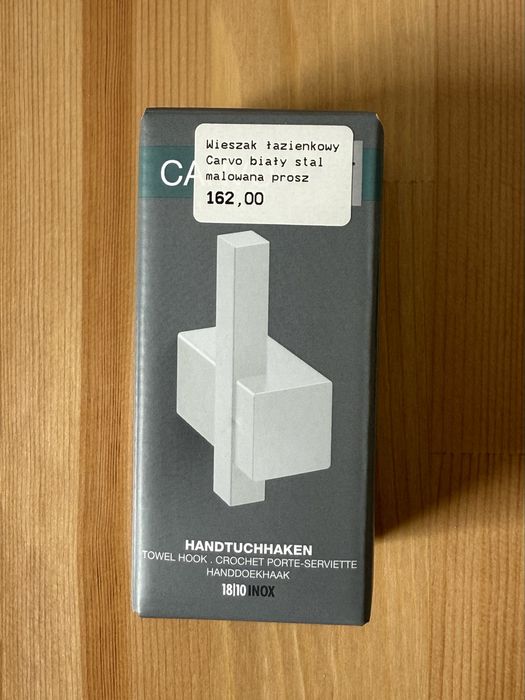 Wieszak łazienkowy
Carvo biały stal
malowana prosz
162,00
CA
HANDTUCHHAKEN
TOWEL HOOK . CROCHET PORTE-SERVIETTE
HANDDOEKHAAK
18|10 INOX